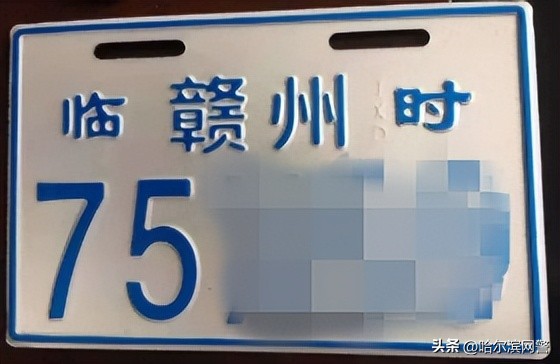 临 赣州 时
75
头条 @哈尔滨网警